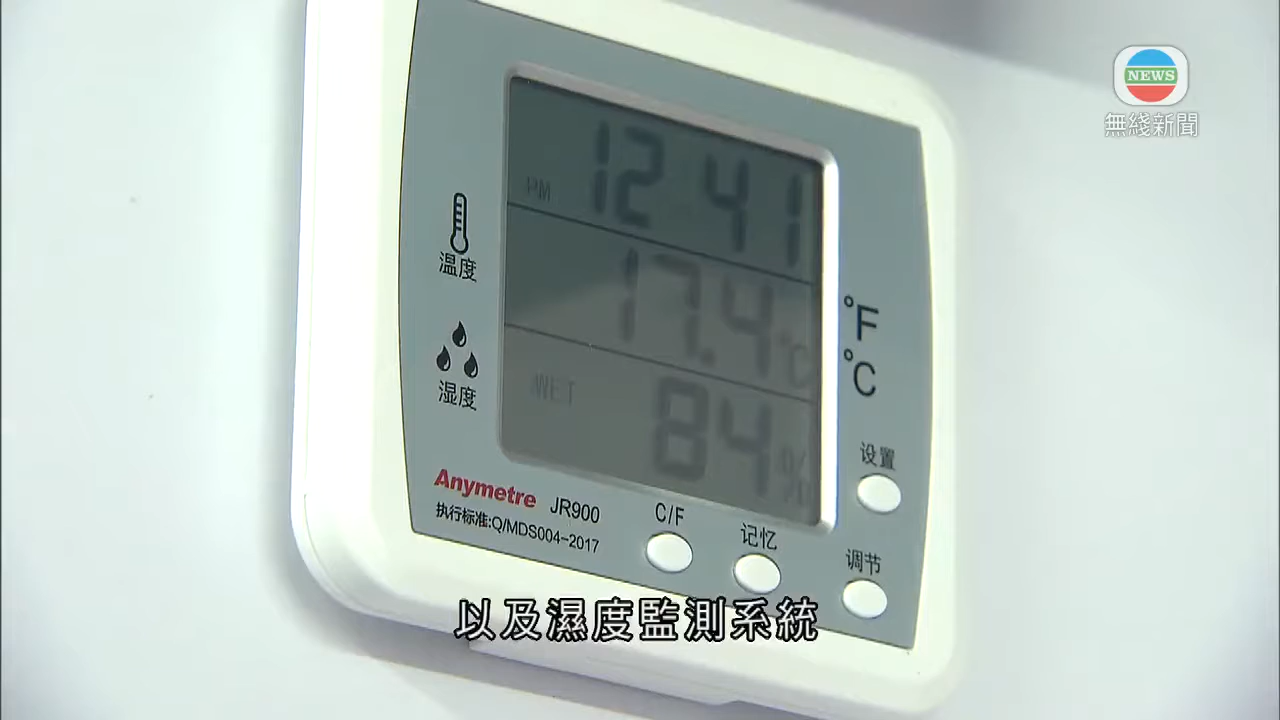 NEWS
無綫新聞
PM 12 41
温度
17.4 °C
°F
°C
湿度
WET 84 %
设置
Anymetre JR900
执行标准:Q/MDS004-2017
C/F
记忆
调节
以及濕度監測系統